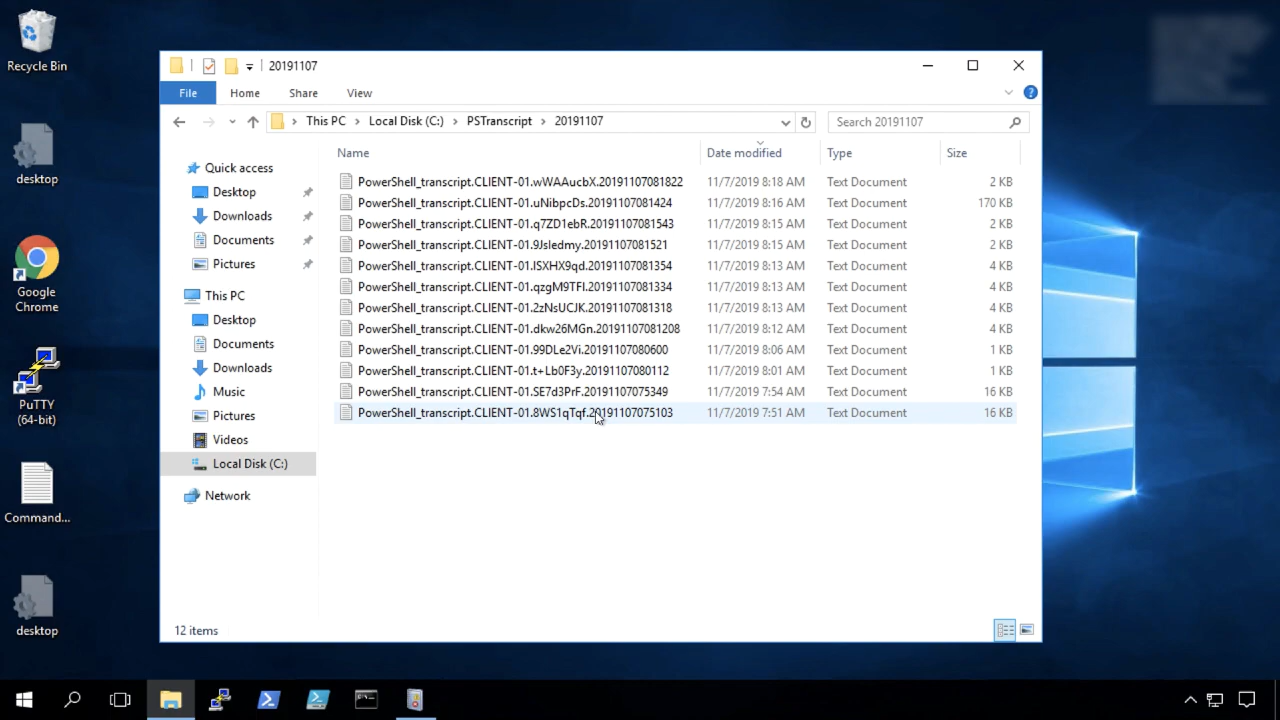 Recycle Bin
desktop
Google
Chrome
PuTTY
(64-bit)
Command...
desktop
20191107
File Home Share View
This PC Local Disk (C:) PSTranscript 20191107
Search 20191107
Quick access
Desktop
Downloads
Documents
Pictures
This PC
Desktop
Documents
Downloads
Music
Pictures
Videos
Local Disk (C:)
Network
Name Date modified Type Size
PowerShell_transcript.CLIENT-01.wWAAucbX.20191107081822 11/7/2019 8:18 AM Text Document 2 KB
PowerShell_transcript.CLIENT-01.uNibpcDs.20191107081424 11/7/2019 8:16 AM Text Document 170 KB
PowerShell_transcript.CLIENT-01.q7ZD1ebR.20191107081543 11/7/2019 8:15 AM Text Document 2 KB
PowerShell_transcript.CLIENT-01.9Jsledmy.20191107081521 11/7/2019 8:15 AM Text Document 2 KB
PowerShell_transcript.CLIENT-01.lSXHX9qd.20191107081354 11/7/2019 8:13 AM Text Document 4 KB
PowerShell_transcript.CLIENT-01.qzgM9TFI.20191107081334 11/7/2019 8:13 AM Text Document 4 KB
PowerShell_transcript.CLIENT-01.2zNsUCJK.20191107081318 11/7/2019 8:13 AM Text Document 4 KB
PowerShell_transcript.CLIENT-01.dkw26MGn.20191107081208 11/7/2019 8:12 AM Text Document 4 KB
PowerShell_transcript.CLIENT-01.99DLe2Vi.20191107080600 11/7/2019 8:06 AM Text Document 1 KB
PowerShell_transcript.CLIENT-01.t+Lb0F3y.20191107080112 11/7/2019 8:01 AM Text Document 1 KB
PowerShell_transcript.CLIENT-01.SE7d3PrF.20191107075349 11/7/2019 7:54 AM Text Document 16 KB
PowerShell_transcript.CLIENT-01.8WS1qTqf.20191107075103 11/7/2019 7:51 AM Text Document 16 KB
12 items